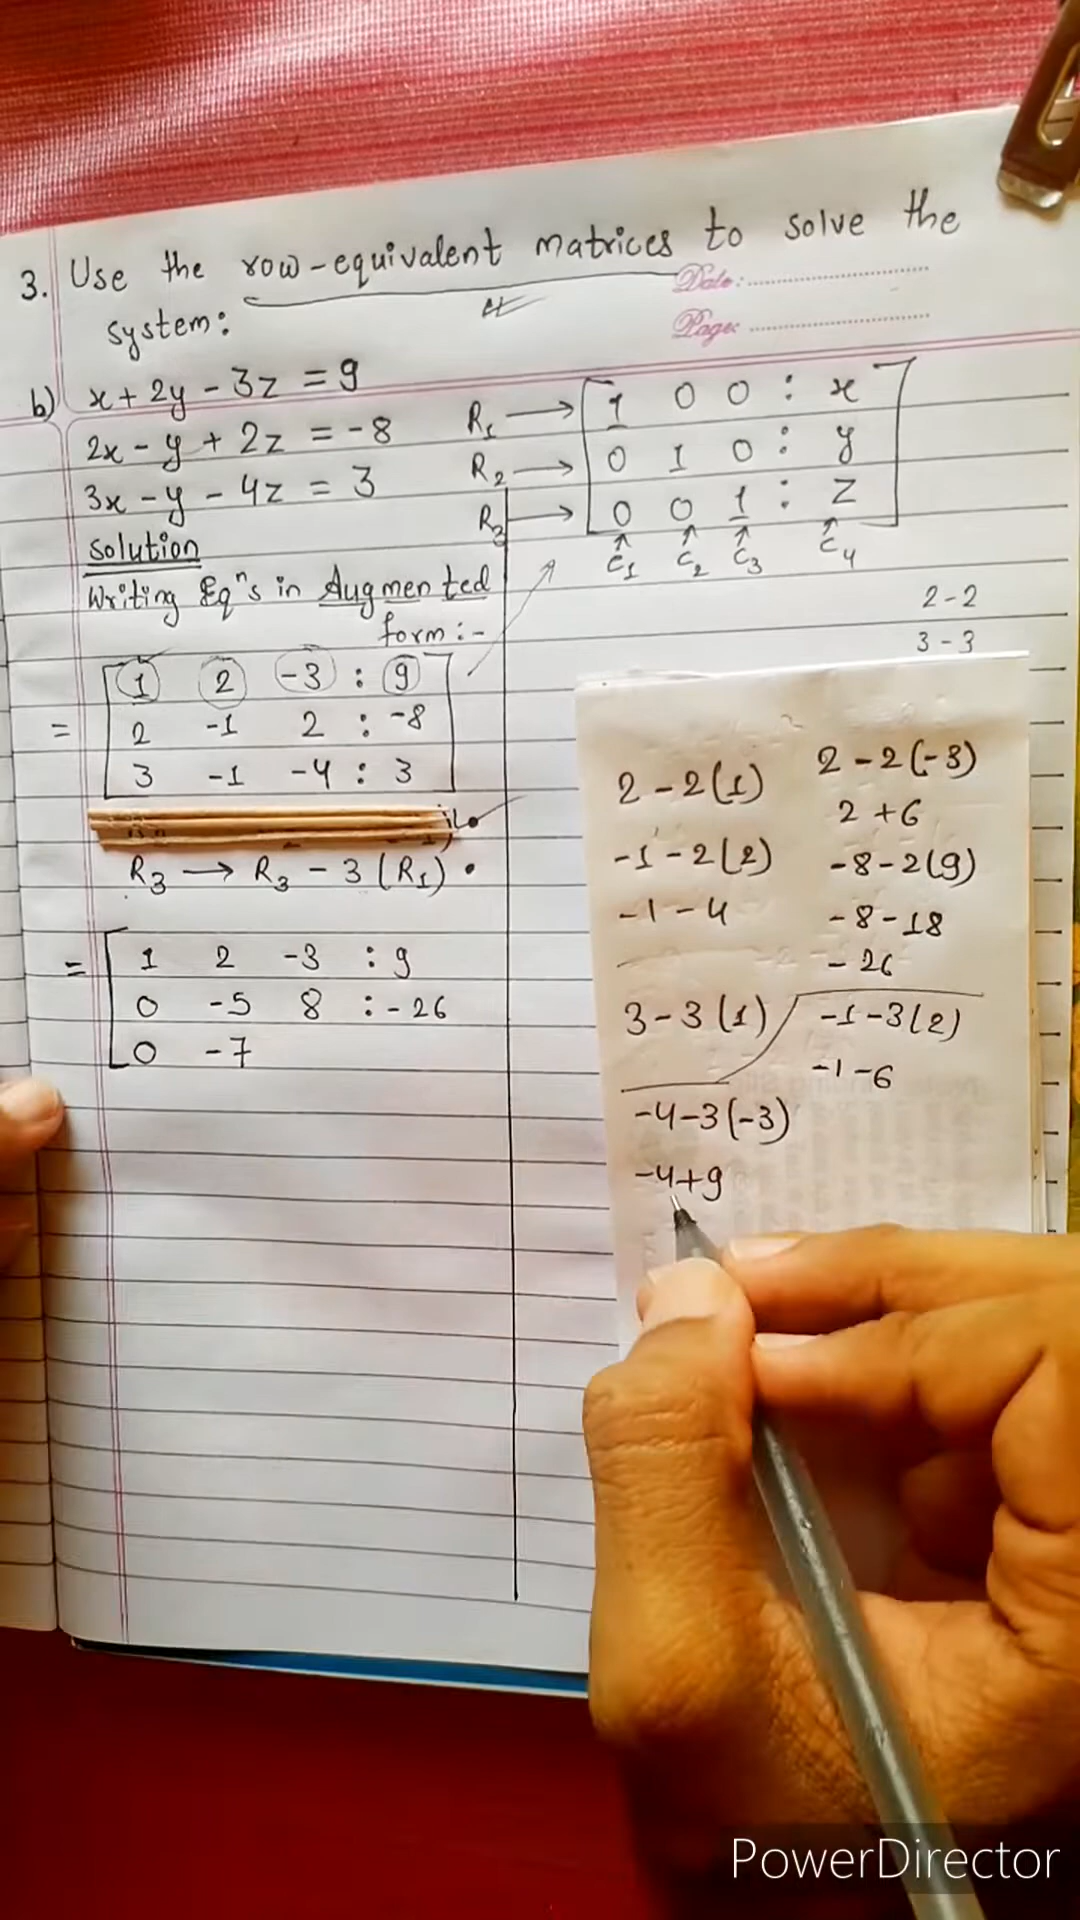 3. Use the row-equivalent matrices to solve the
system:
Date:
Page:
b) x + 2y - 3z = 9
2x - y + 2z = -8
3x - y - 4z = 3
R₁ → [ 1 0 0 : x ]
R₂ → [ 0 1 0 : y ]
R₃ → [ 0 0 1 : z ]
c₁ c₂ c₃ c₄
Solution
Writing Eqⁿ's in Augmented
form :-
[ 1 2 -3 : 9 ]
= [ 2 -1 2 : -8 ]
[ 3 -1 -4 : 3 ]
R₃ → R₃ - 3 (R₁) •
= [ 1 2 -3 : 9
0 -5 8 : -26
0 -7
2 - 2
3 - 3
2 - 2(1)
-1 - 2(2)
-1 - 4
2 - 2(-3)
2 + 6
-8 - 2(9)
-8 - 18
- 26
3 - 3(1)
-1 - 3(2)
-1 - 6
-4 - 3(-3)
-4 + 9
PowerDirector